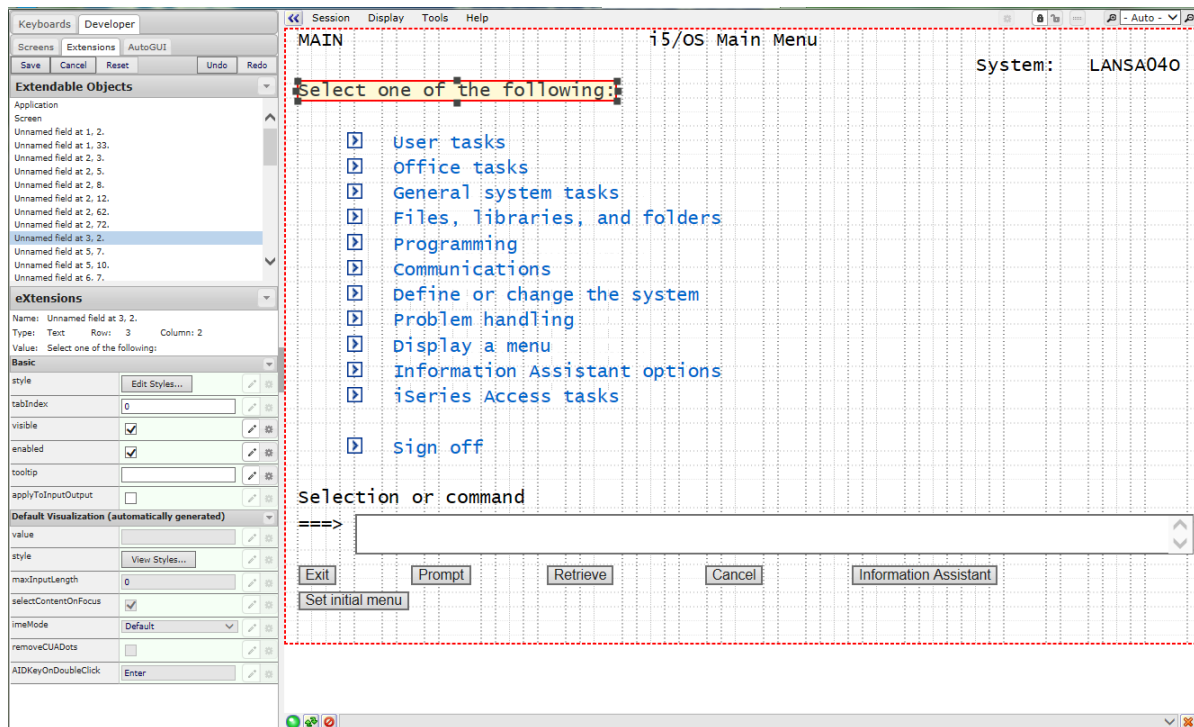 Keyboards Developer
Screens Extensions AutoGUI
Save Cancel Reset Undo Redo
Extendable Objects
Application
Screen
Unnamed field at 1, 2.
Unnamed field at 1, 33.
Unnamed field at 2, 3.
Unnamed field at 2, 5.
Unnamed field at 2, 8.
Unnamed field at 2, 12.
Unnamed field at 2, 62.
Unnamed field at 2, 72.
Unnamed field at 3, 2.
Unnamed field at 5, 7.
Unnamed field at 5, 10.
Unnamed field at 6, 7.
eXtensions
Name: Unnamed field at 3, 2.
Type: Text Row: 3 Column: 2
Value: Select one of the following:
Basic
style Edit Styles...
tabIndex 0
visible
enabled
tooltip
applyToInputOutput
Default Visualization (automatically generated)
value
style View Styles...
maxInputLength 0
selectContentOnFocus
imeMode Default
removeCUADots
AIDKeyOnDoubleClick Enter
Session Display Tools Help
- Auto -
MAIN i5/OS Main Menu
System: LANSA04O
Select one of the following:
User tasks
Office tasks
General system tasks
Files, libraries, and folders
Programming
Communications
Define or change the system
Problem handling
Display a menu
Information Assistant options
iSeries Access tasks
Sign off
Selection or command
===>
Exit Prompt Retrieve Cancel Information Assistant
Set initial menu